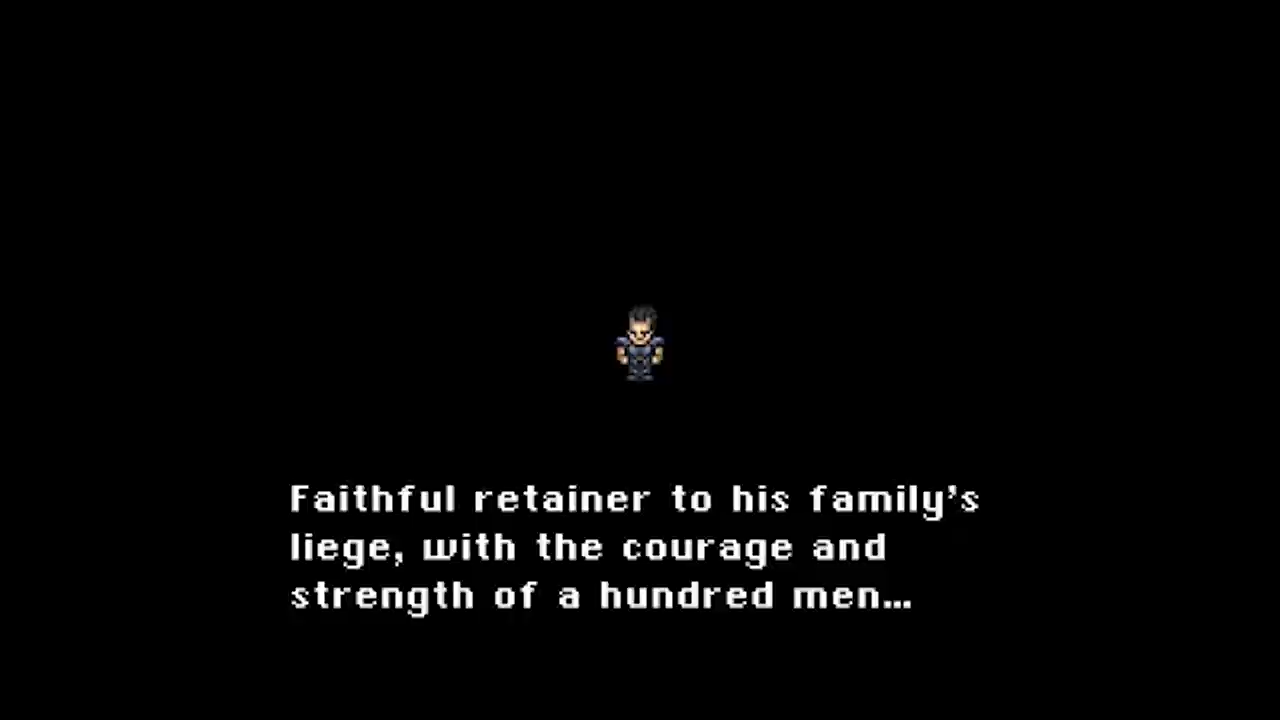 Faithful retainer to his family's
liege, with the courage and
strength of a hundred men…